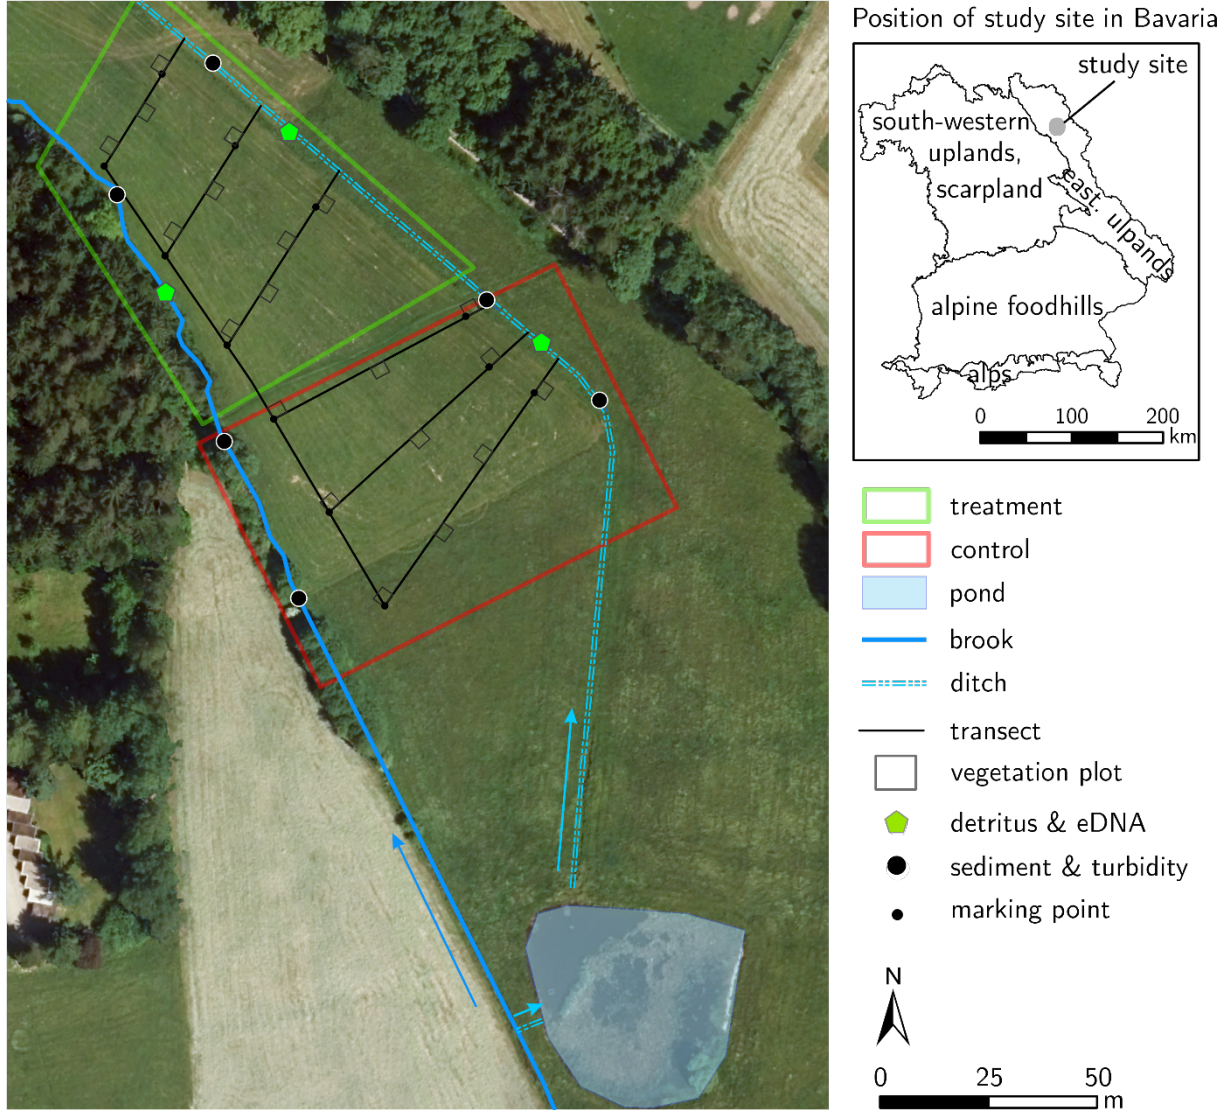 Position of study site in Bavaria
study site
south-western
uplands,
scarpland
east. ulpands
alpine foodhills
alps
0 100 200
km
treatment
control
pond
brook
ditch
transect
vegetation plot
detritus & eDNA
sediment & turbidity
marking point
N
0 25 50
m